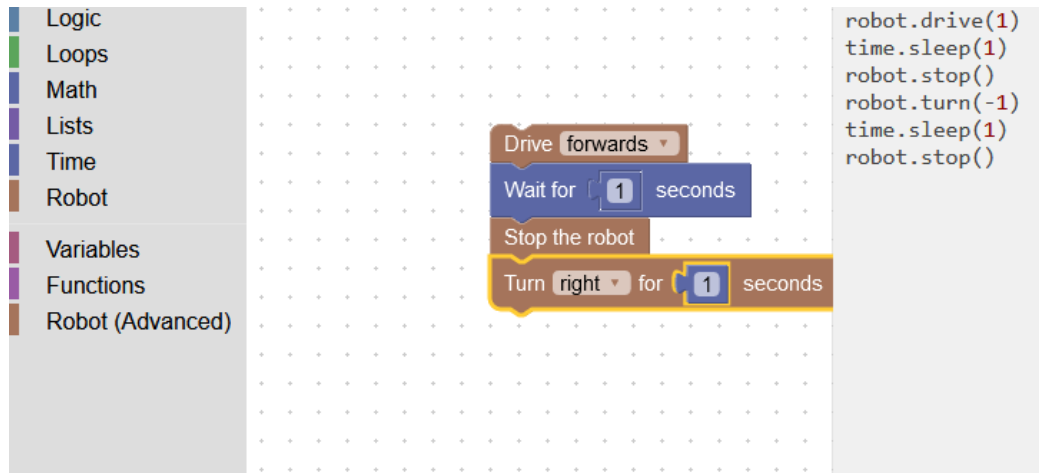 Logic
Loops
Math
Lists
Time
Robot
Variables
Functions
Robot (Advanced)
Drive forwards
Wait for 1 seconds
Stop the robot
Turn right for 1 seconds
robot.drive(1)
time.sleep(1)
robot.stop()
robot.turn(-1)
time.sleep(1)
robot.stop()